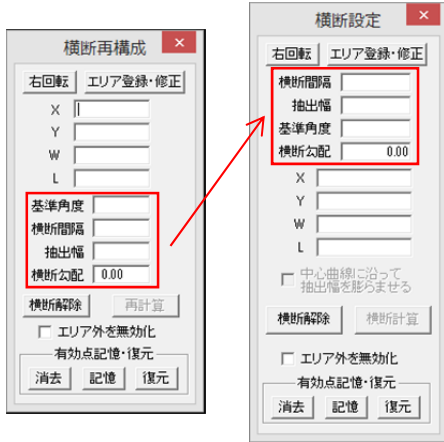 横断再構成
右回転 エリア登録・修正
X
Y
W
L
基準角度
横断間隔
抽出幅
横断勾配 0.00
横断解除 再計算
エリア外を無効化
有効点記憶・復元
消去 記憶 復元
横断設定
右回転 エリア登録・修正
横断間隔
抽出幅
基準角度
横断勾配 0.00
X
Y
W
L
中心曲線に沿って
抽出幅を膨らませる
横断解除 横断計算
エリア外を無効化
有効点記憶・復元
消去 記憶 復元